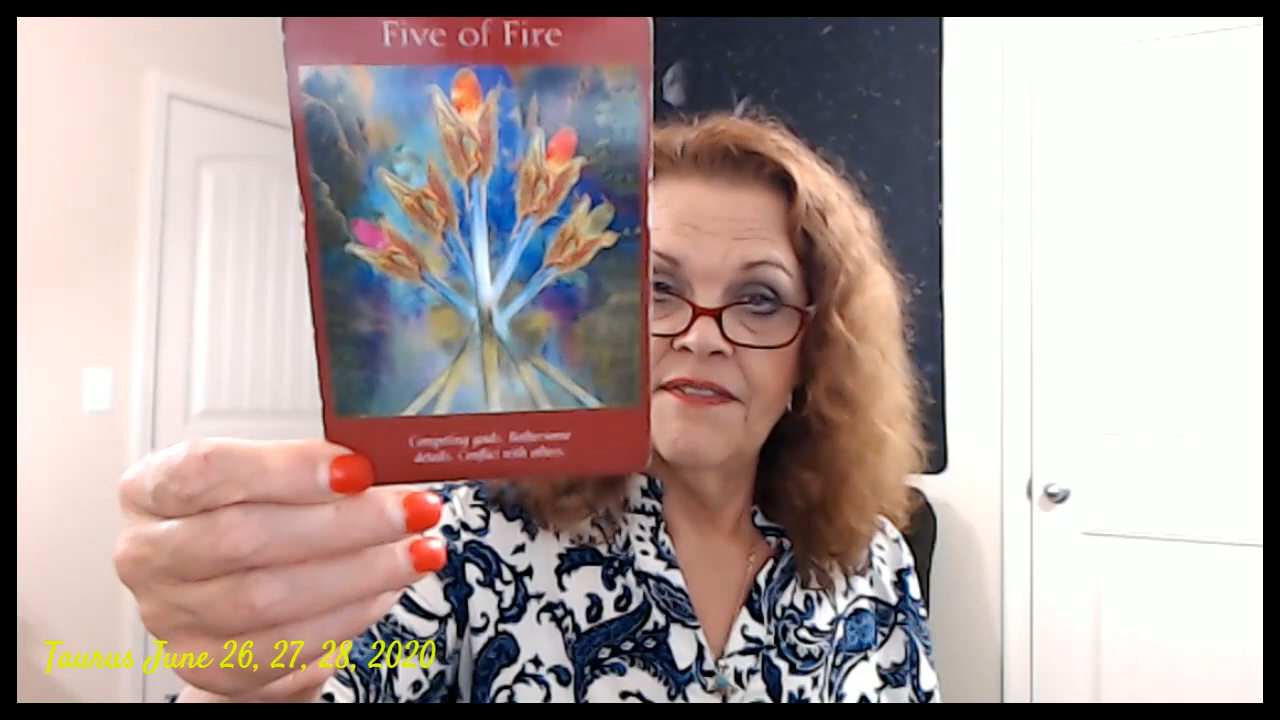 Five of Fire
Competing goals. Bothersome
details. Conflict with others.
Taurus June 26, 27, 28, 2020